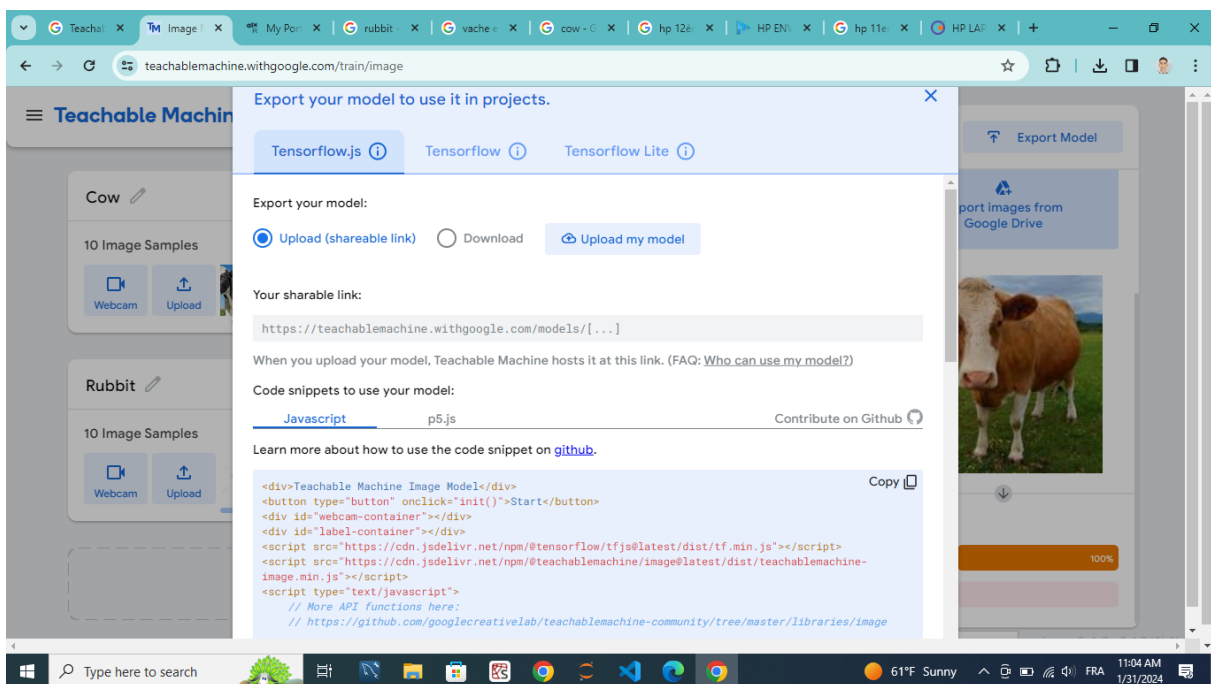 Teachal
Image
My Por
rubbit -
vache e
cow - G
hp 12è
HP ENV
hp 11e
HP LAP
teachablemachine.withgoogle.com/train/image
Teachable Machin
Export your model to use it in projects.
Export Model
Tensorflow.js
Tensorflow
Tensorflow Lite
Cow
Export your model:
port images from
Google Drive
Upload (shareable link)
Download
Upload my model
10 Image Samples
Webcam
Upload
Your sharable link:
https://teachablemachine.withgoogle.com/models/[...]
When you upload your model, Teachable Machine hosts it at this link. (FAQ: Who can use my model?)
Rubbit
Code snippets to use your model:
Javascript
p5.js
Contribute on Github
10 Image Samples
Learn more about how to use the code snippet on github.
Webcam
Upload
Copy
<div>Teachable Machine Image Model</div>
<button type="button" onclick="init()">Start</button>
<div id="webcam-container"></div>
<div id="label-container"></div>
<script src="https://cdn.jsdelivr.net/npm/@tensorflow/tfjs@latest/dist/tf.min.js"></script>
<script src="https://cdn.jsdelivr.net/npm/@teachablemachine/image@latest/dist/teachablemachine-
image.min.js"></script>
<script type="text/javascript">
// More API functions here:
// https://github.com/googlecreativelab/teachablemachine-community/tree/master/libraries/image
100%
Type here to search
61°F Sunny
FRA
11:04 AM
1/31/2024